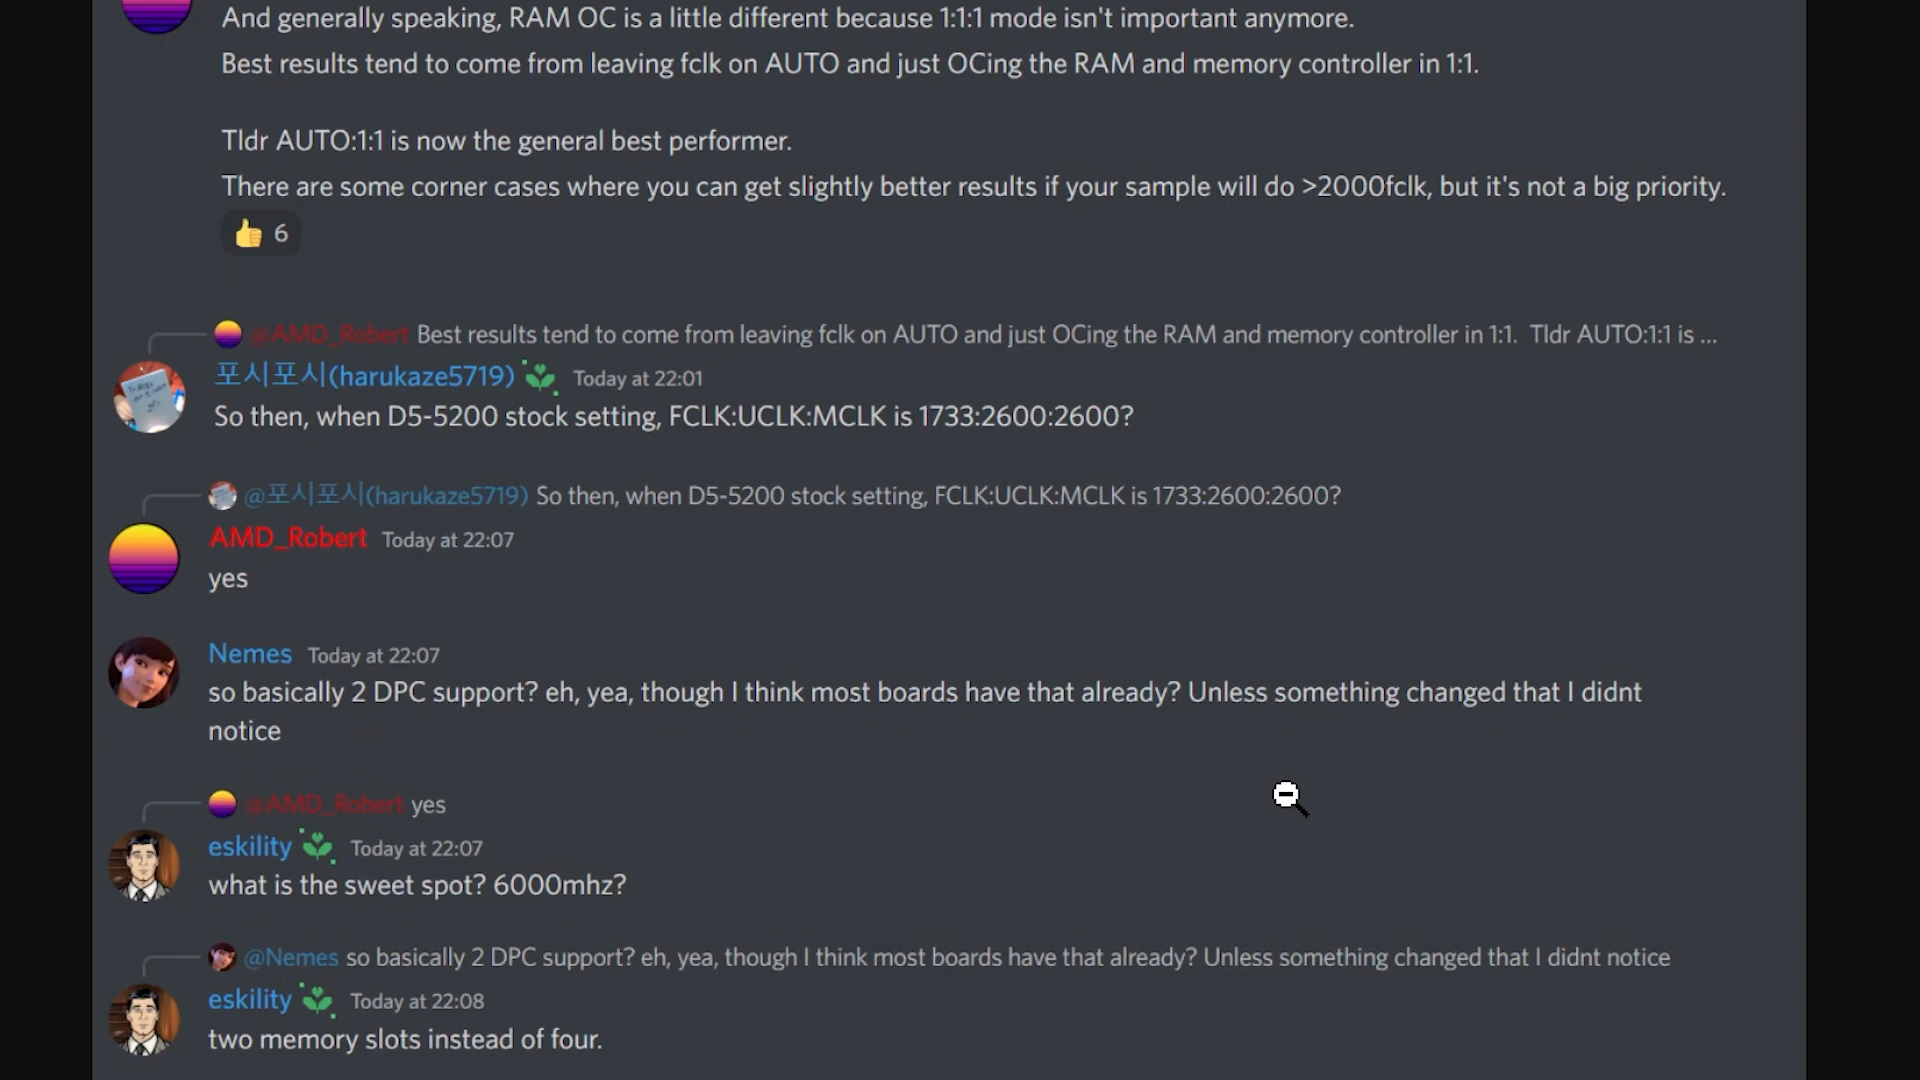 And generally speaking, RAM OC is a little different because 1:1:1 mode isn't important anymore.
Best results tend to come from leaving fclk on AUTO and just OCing the RAM and memory controller in 1:1.
Tldr AUTO:1:1 is now the general best performer.
There are some corner cases where you can get slightly better results if your sample will do >2000fclk, but it's not a big priority.
👍 6
@AMD_Robert Best results tend to come from leaving fclk on AUTO and just OCing the RAM and memory controller in 1:1. Tldr AUTO:1:1 is ...
포시포시(harukaze5719) Today at 22:01
So then, when D5-5200 stock setting, FCLK:UCLK:MCLK is 1733:2600:2600?
@포시포시(harukaze5719) So then, when D5-5200 stock setting, FCLK:UCLK:MCLK is 1733:2600:2600?
AMD_Robert Today at 22:07
yes
Nemes Today at 22:07
so basically 2 DPC support? eh, yea, though I think most boards have that already? Unless something changed that I didnt
notice
@AMD_Robert yes
eskility Today at 22:07
what is the sweet spot? 6000mhz?
@Nemes so basically 2 DPC support? eh, yea, though I think most boards have that already? Unless something changed that I didnt notice
eskility Today at 22:08
two memory slots instead of four.